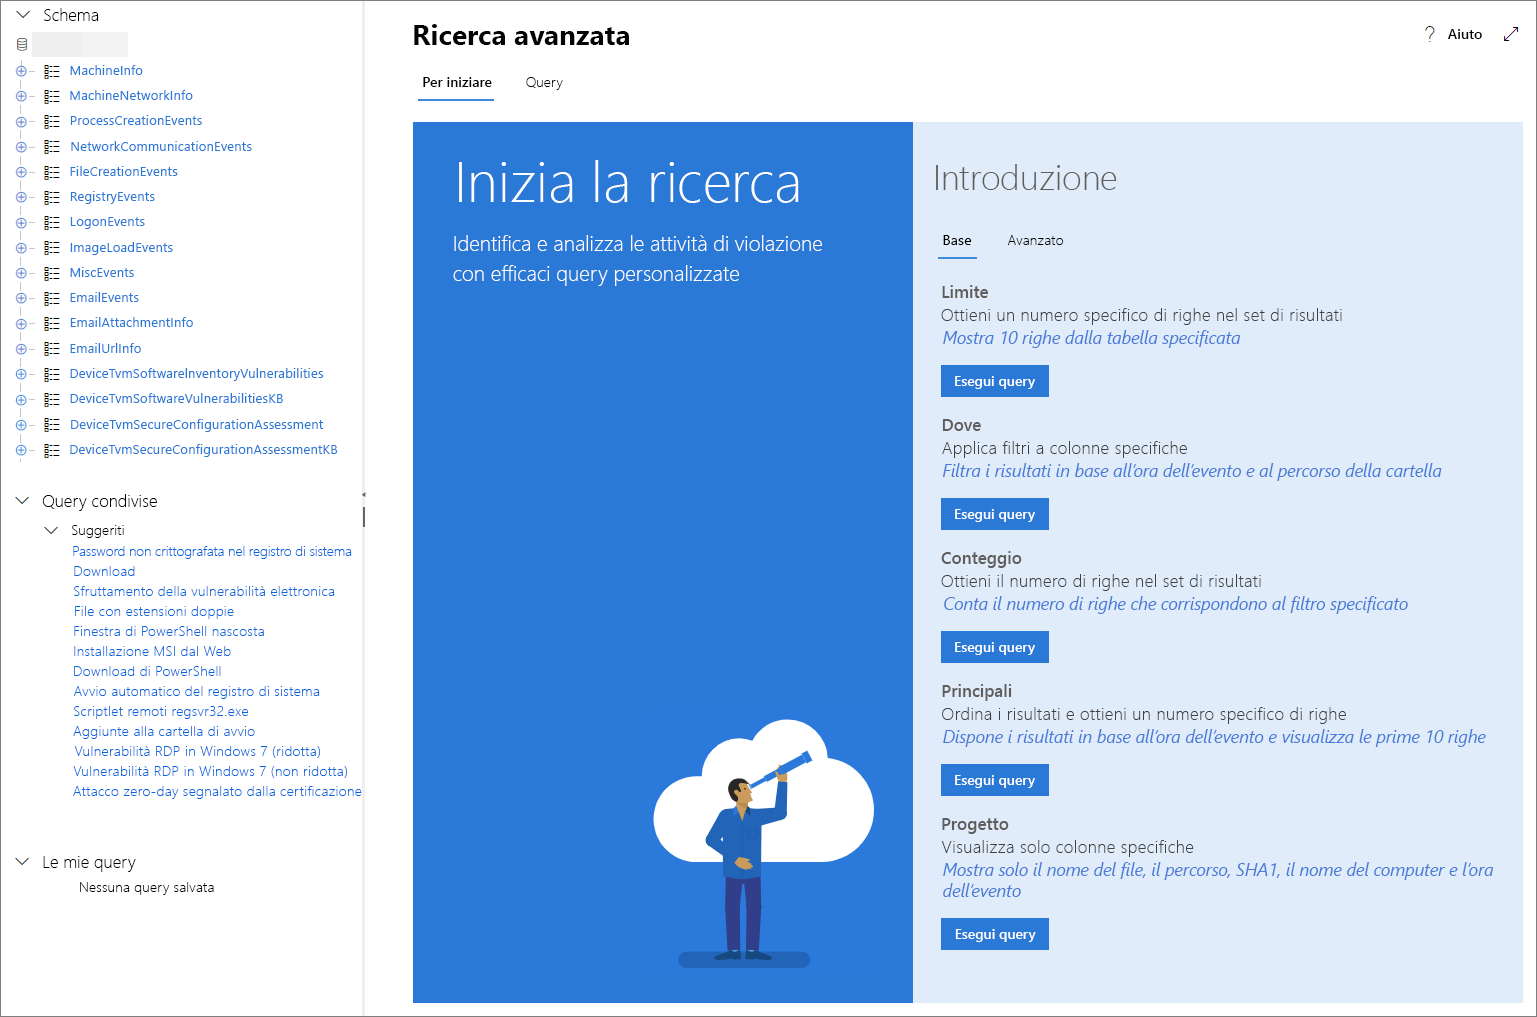 Schema
MachineInfo
MachineNetworkInfo
ProcessCreationEvents
NetworkCommunicationEvents
FileCreationEvents
RegistryEvents
LogonEvents
ImageLoadEvents
MiscEvents
EmailEvents
EmailAttachmentInfo
EmailUrlInfo
DeviceTvmSoftwareInventoryVulnerabilities
DeviceTvmSoftwareVulnerabilitiesKB
DeviceTvmSecureConfigurationAssessment
DeviceTvmSecureConfigurationAssessmentKB
Query condivise
Suggeriti
Password non crittografata nel registro di sistema
Download
Sfruttamento della vulnerabilità elettronica
File con estensioni doppie
Finestra di PowerShell nascosta
Installazione MSI dal Web
Download di PowerShell
Avvio automatico del registro di sistema
Scriptlet remoti regsvr32.exe
Aggiunte alla cartella di avvio
Vulnerabilità RDP in Windows 7 (ridotta)
Vulnerabilità RDP in Windows 7 (non ridotta)
Attacco zero-day segnalato dalla certificazione
Le mie query
Nessuna query salvata
Ricerca avanzata
? Aiuto
Per iniziare Query
Inizia la ricerca
Identifica e analizza le attività di violazione
con efficaci query personalizzate
Introduzione
Base Avanzato
Limite
Ottieni un numero specifico di righe nel set di risultati
Mostra 10 righe dalla tabella specificata
Esegui query
Dove
Applica filtri a colonne specifiche
Filtra i risultati in base all'ora dell'evento e al percorso della cartella
Esegui query
Conteggio
Ottieni il numero di righe nel set di risultati
Conta il numero di righe che corrispondono al filtro specificato
Esegui query
Principali
Ordina i risultati e ottieni un numero specifico di righe
Dispone i risultati in base all'ora dell'evento e visualizza le prime 10 righe
Esegui query
Progetto
Visualizza solo colonne specifiche
Mostra solo il nome del file, il percorso, SHA1, il nome del computer e l'ora
dell'evento
Esegui query